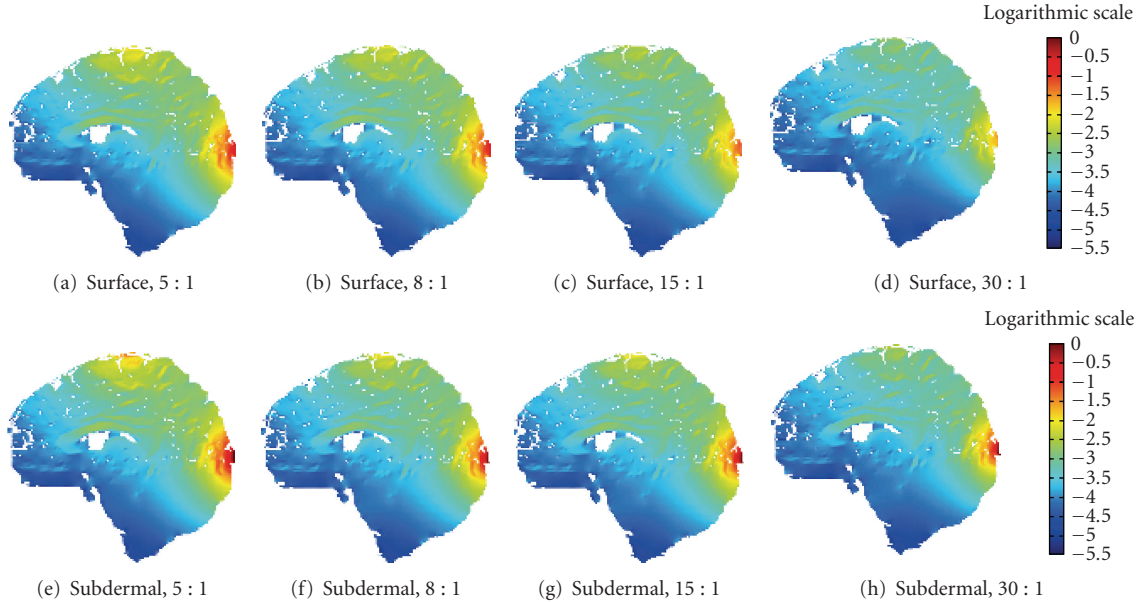 Logarithmic scale
0
−0.5
−1
−1.5
−2
−2.5
−3
−3.5
−4
−4.5
−5
−5.5
(a) Surface, 5 : 1
(b) Surface, 8 : 1
(c) Surface, 15 : 1
(d) Surface, 30 : 1
Logarithmic scale
0
−0.5
−1
−1.5
−2
−2.5
−3
−3.5
−4
−4.5
−5
−5.5
(e) Subdermal, 5 : 1
(f) Subdermal, 8 : 1
(g) Subdermal, 15 : 1
(h) Subdermal, 30 : 1